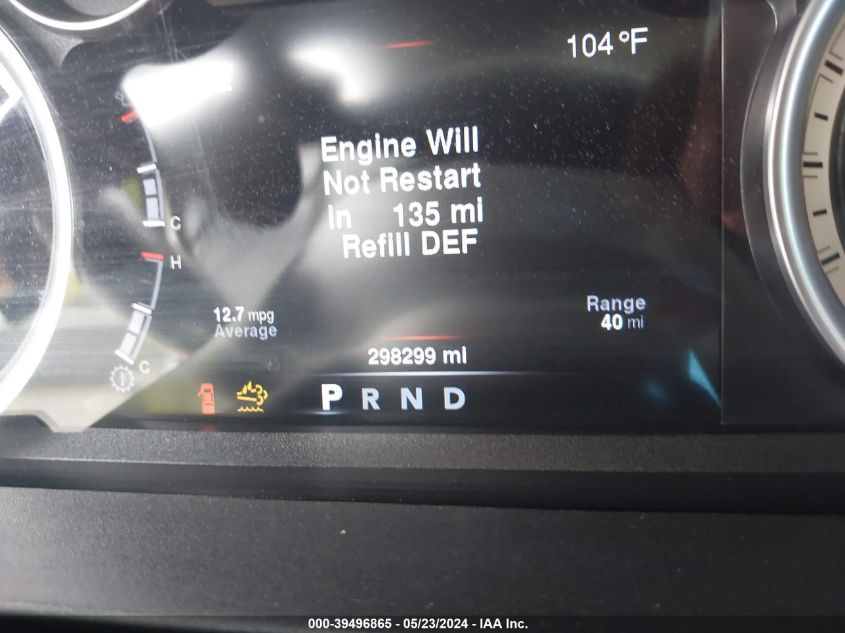 104°F
Engine Will
Not Restart
in 135 mi
Refill DEF
C
H
12.7 mpg
Average
Range
40 mi
298299 mi
C
P R N D
000-39496865 - 05/23/2024 - IAA Inc.